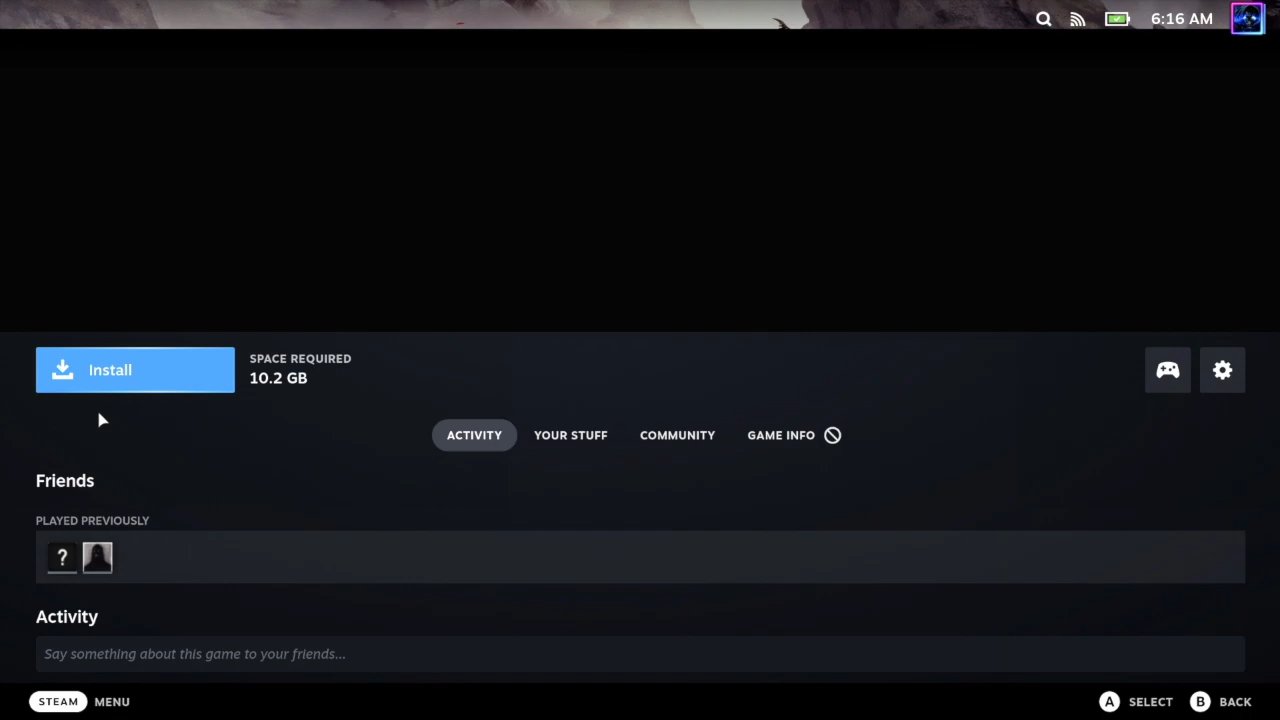 6:16 AM
Install
SPACE REQUIRED
10.2 GB
ACTIVITY YOUR STUFF COMMUNITY GAME INFO
Friends
PLAYED PREVIOUSLY
?
Activity
Say something about this game to your friends...
STEAM MENU A SELECT B BACK